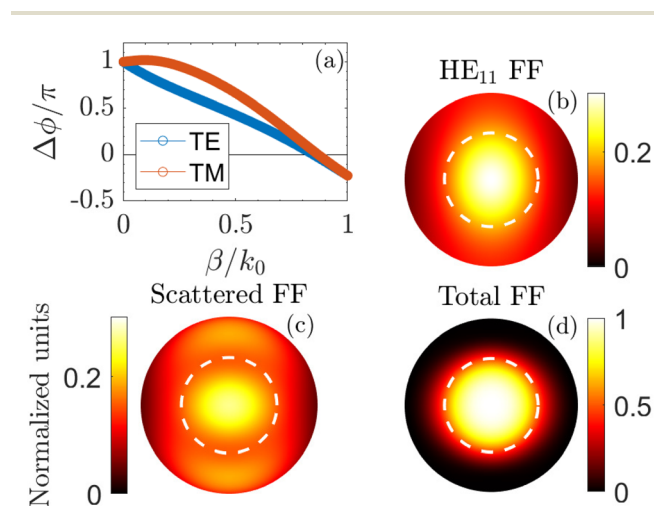 (a)
1
0.5
0
-0.5
Δϕ/π
TE
TM
0
0.5
1
β/k₀
HE₁₁ FF
(b)
0.2
0
Scattered FF
(c)
Normalized units
0.2
0
Total FF
(d)
1
0.5
0